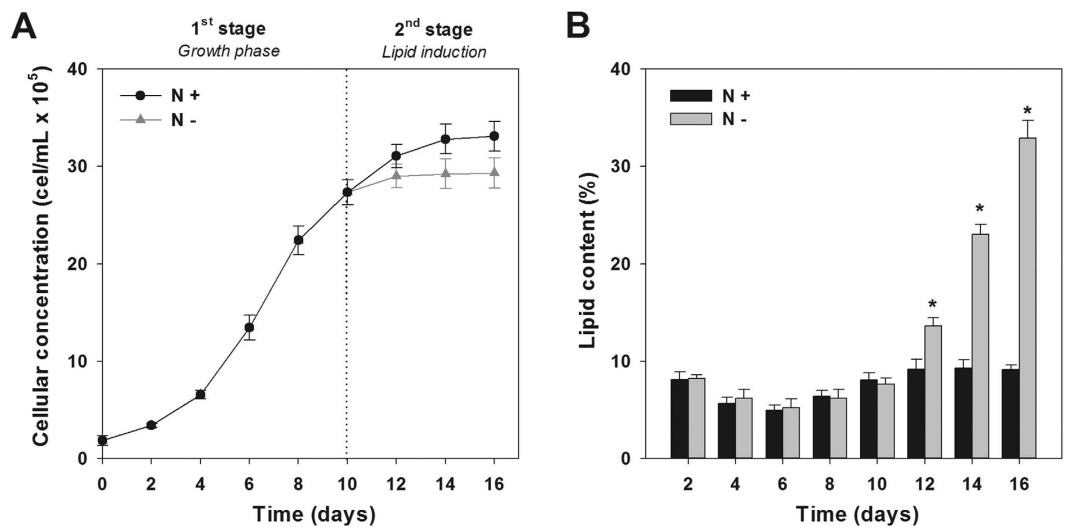 A
1st stage
Growth phase
2nd stage
Lipid induction
Cellular concentration (cel/mL x 10^5)
40
30
20
10
0
N +
N -
0 2 4 6 8 10 12 14 16
Time (days)
B
Lipid content (%)
40
30
20
10
0
N +
N -
*
*
*
2 4 6 8 10 12 14 16
Time (days)